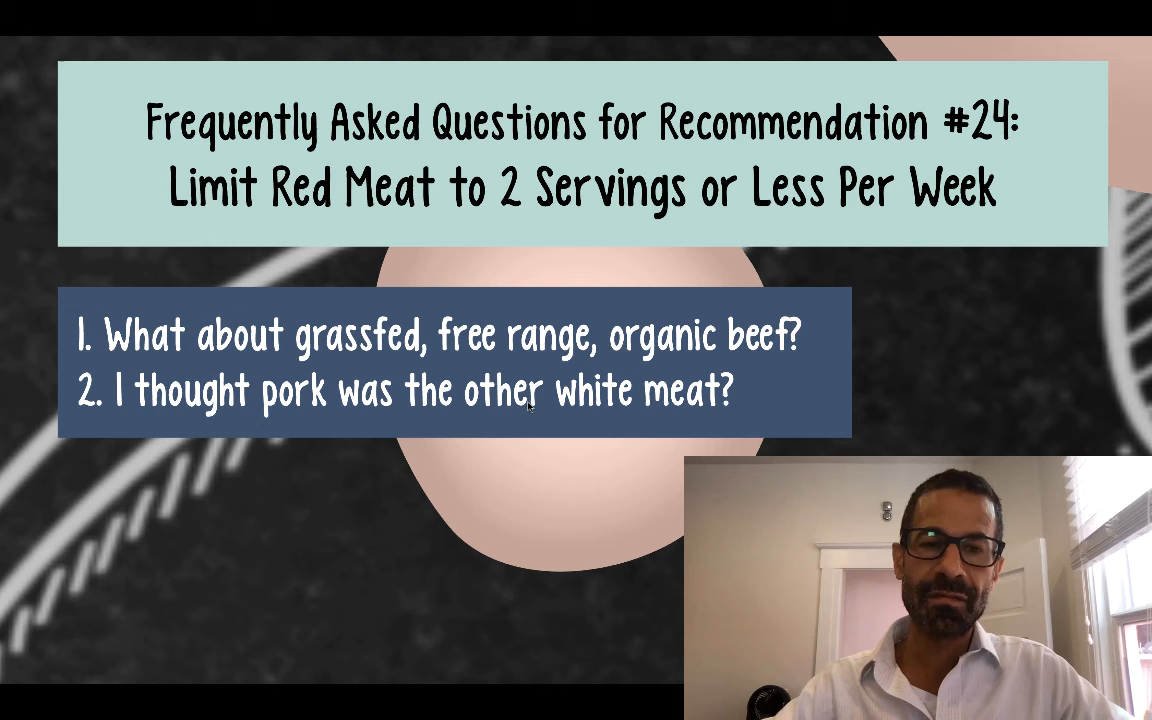 Frequently Asked Questions for Recommendation #24:
Limit Red Meat to 2 Servings or Less Per Week
1. What about grassfed, free range, organic beef?
2. I thought pork was the other white meat?